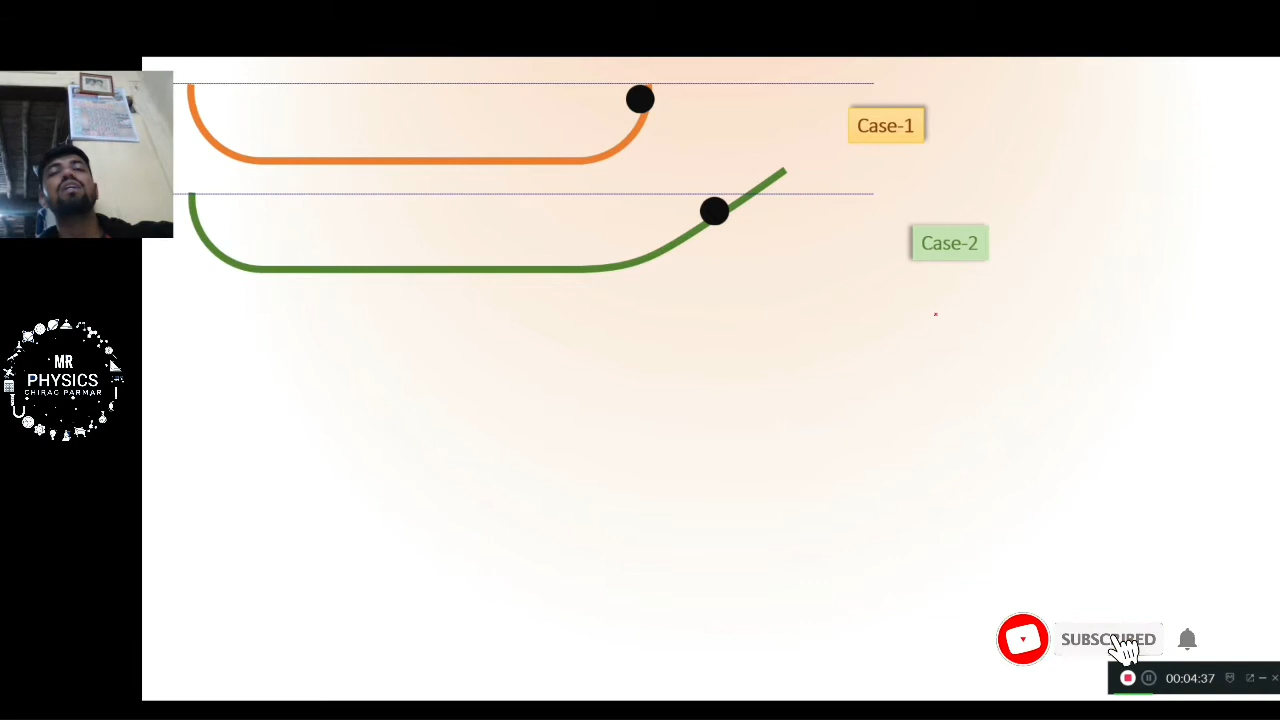 Case-1
Case-2
MR
PHYSICS
CHIRAG PARMAR
SUBSCRIBED
00:04:37